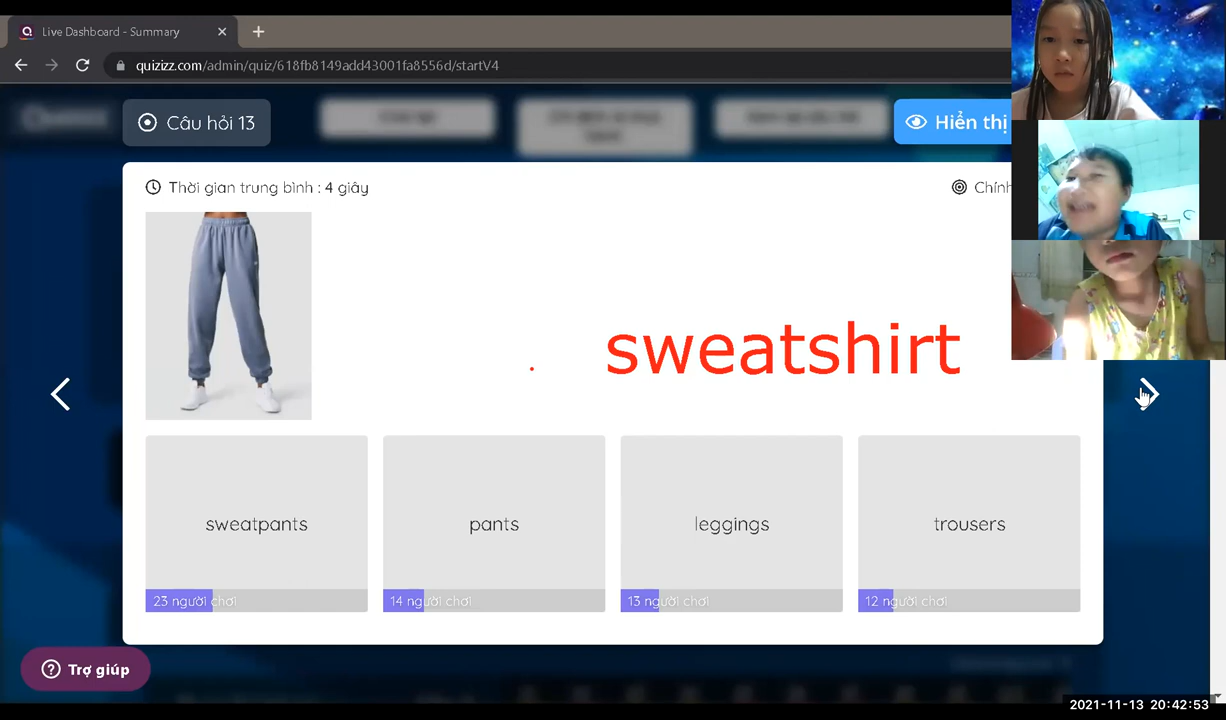 Live Dashboard - Summary
quizizz.com/admin/quiz/618fb8149add43001fa8556d/startV4
Câu hỏi 13
Hiển thị
Thời gian trung bình : 4 giây
Chính
sweatshirt
sweatpants
pants
leggings
trousers
23 người chơi
14 người chơi
13 người chơi
12 người chơi
Trợ giúp
2021-11-13 20:42:53